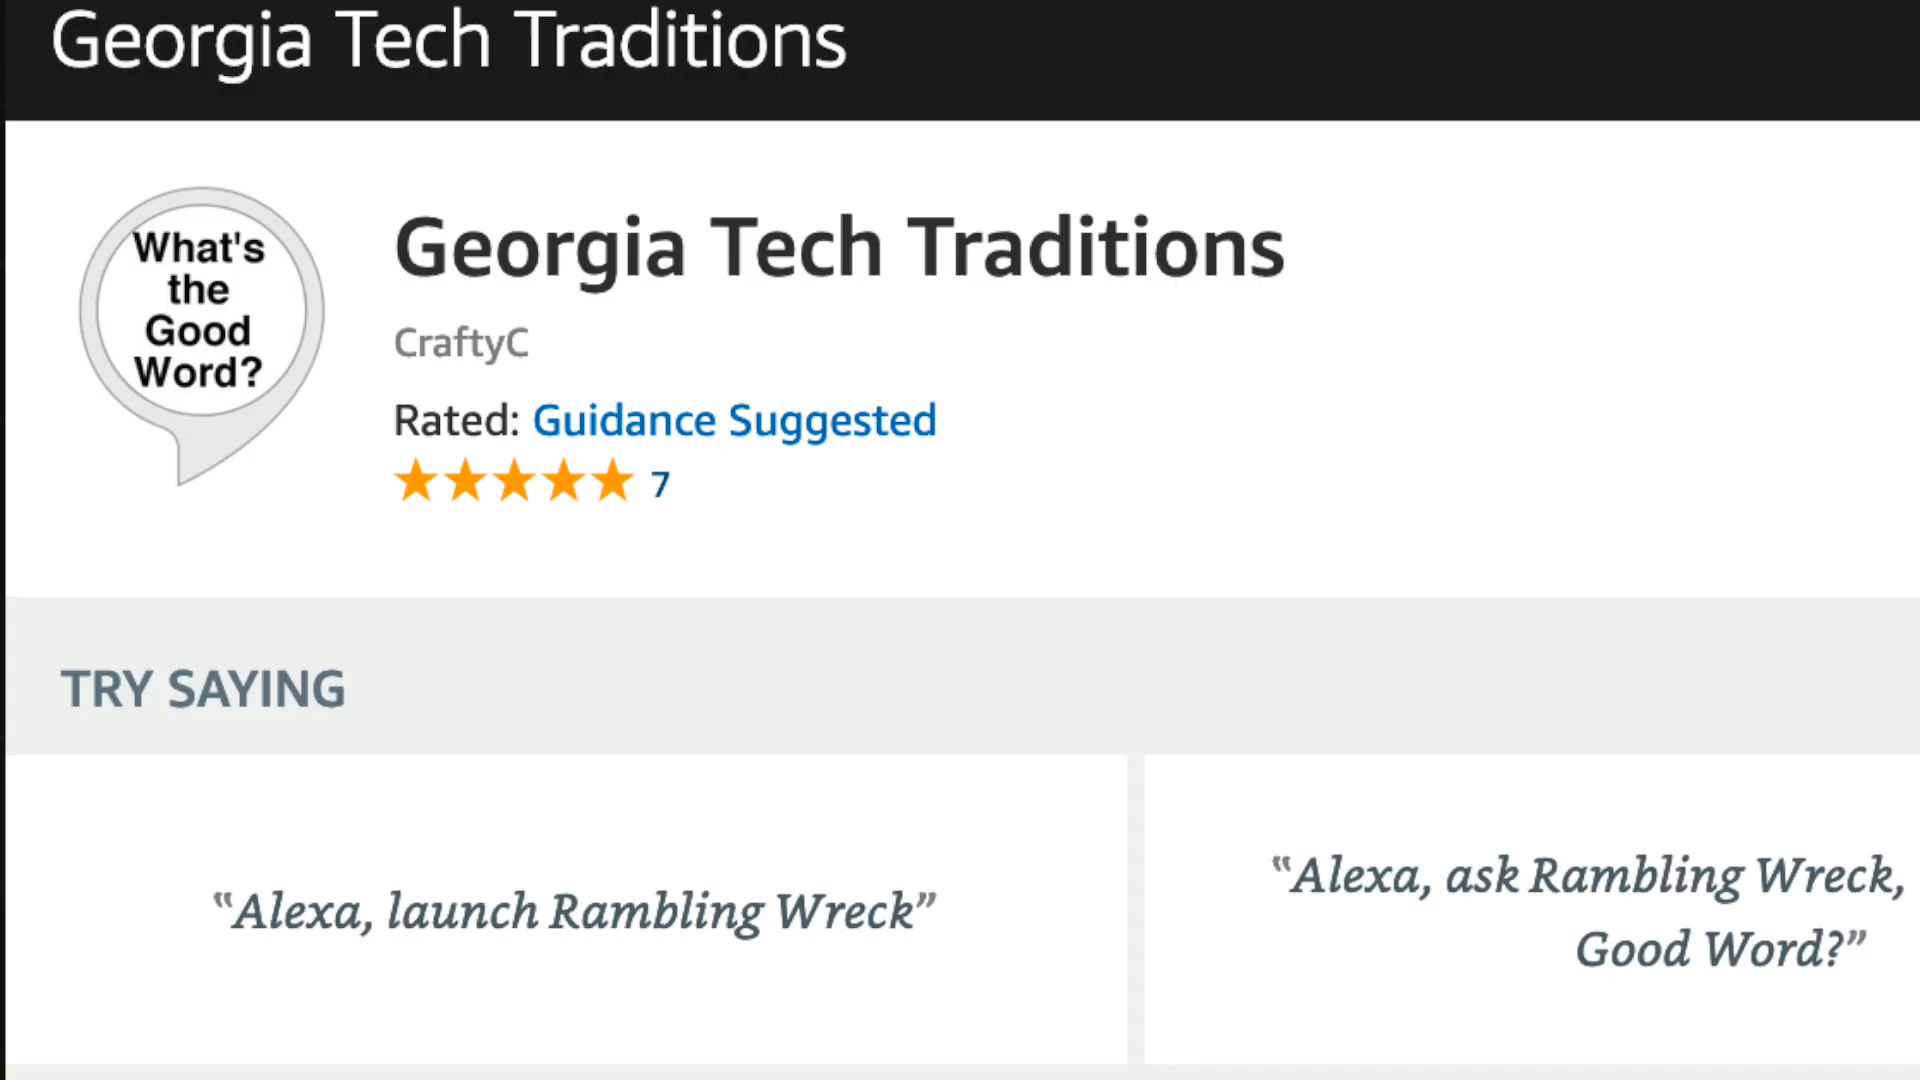 Georgia Tech Traditions
What's
the
Good
Word?
Georgia Tech Traditions
CraftyC
Rated: Guidance Suggested
7
TRY SAYING
“Alexa, launch Rambling Wreck”
“Alexa, ask Rambling Wreck,
Good Word?”